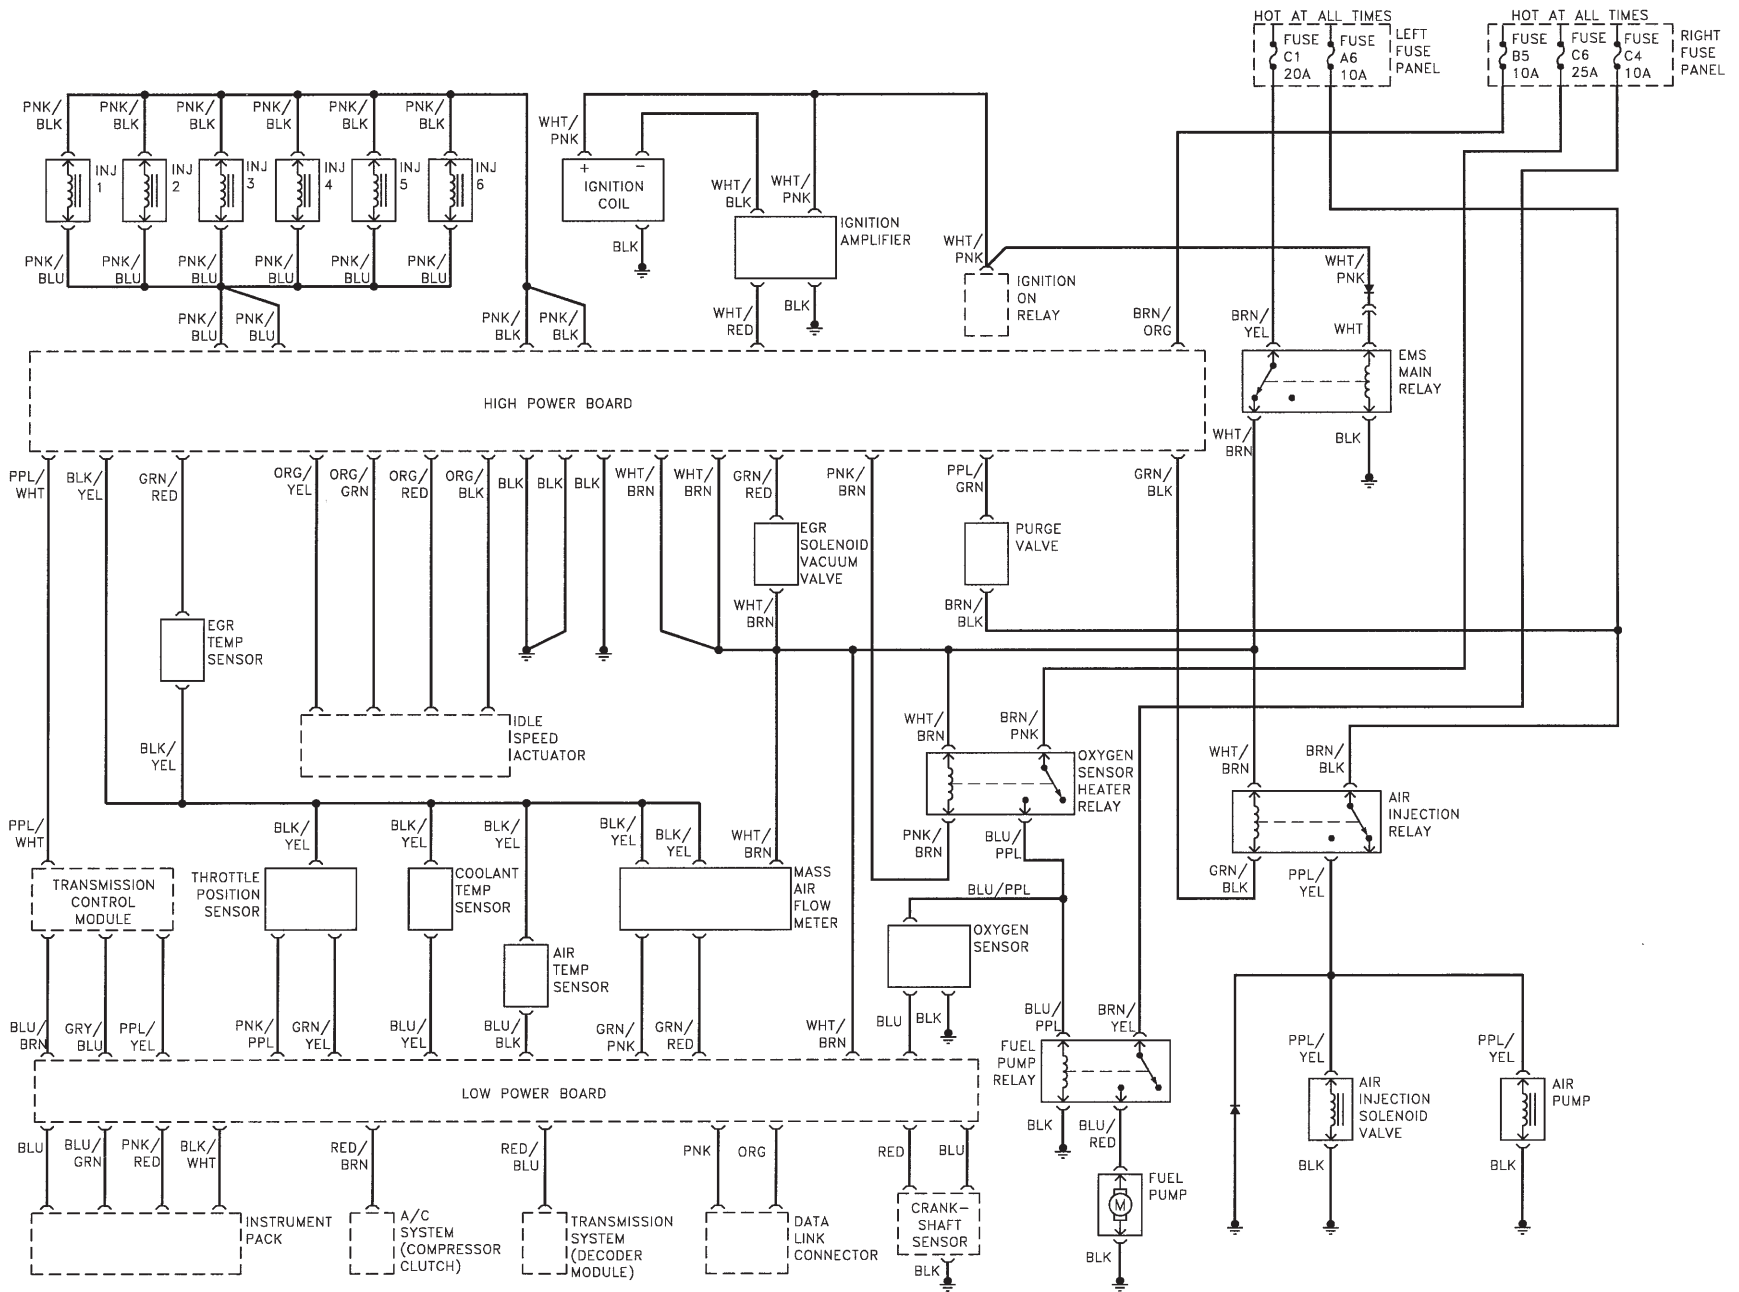 HOT AT ALL TIMES
HOT AT ALL TIMES
FUSE
C1
20A
FUSE
A6
10A
LEFT
FUSE
PANEL
FUSE
B5
10A
FUSE
C6
25A
FUSE
C4
10A
RIGHT
FUSE
PANEL
PNK/
BLK
PNK/
BLK
PNK/
BLK
PNK/
BLK
PNK/
BLK
PNK/
BLK
WHT/
PNK
INJ
1
INJ
2
INJ
3
INJ
4
INJ
5
INJ
6
+
−
IGNITION
COIL
WHT/
BLK
WHT/
PNK
IGNITION
AMPLIFIER
BLK
WHT/
PNK
WHT/
PNK
PNK/
BLU
PNK/
BLU
PNK/
BLU
PNK/
BLU
PNK/
BLU
PNK/
BLU
IGNITION
ON
RELAY
PNK/
BLU
PNK/
BLU
PNK/
BLK
PNK/
BLK
WHT/
RED
BLK
BRN/
ORG
BRN/
YEL
WHT
EMS
MAIN
RELAY
HIGH POWER BOARD
WHT/
BRN
BLK
PPL/
WHT
BLK/
YEL
GRN/
RED
ORG/
YEL
ORG/
GRN
ORG/
RED
ORG/
BLK
BLK
BLK
BLK
WHT/
BRN
WHT/
BRN
GRN/
RED
PNK/
BRN
PPL/
GRN
GRN/
BLK
EGR
SOLENOID
VACUUM
VALVE
PURGE
VALVE
WHT/
BRN
BRN/
BLK
EGR
TEMP
SENSOR
BLK/
YEL
IDLE
SPEED
ACTUATOR
WHT/
BRN
BRN/
PNK
OXYGEN
SENSOR
HEATER
RELAY
WHT/
BRN
BRN/
BLK
AIR
INJECTION
RELAY
PPL/
WHT
BLK/
YEL
BLK/
YEL
BLK/
YEL
BLK/
YEL
BLK/
YEL
WHT/
BRN
PNK/
BRN
BLU/
PPL
GRN/
BLK
PPL/
YEL
TRANSMISSION
CONTROL
MODULE
THROTTLE
POSITION
SENSOR
COOLANT
TEMP
SENSOR
MASS
AIR
FLOW
METER
BLU/PPL
OXYGEN
SENSOR
AIR
TEMP
SENSOR
BLU/
BRN
GRY/
BLU
PPL/
YEL
PNK/
PPL
GRN/
YEL
BLU/
YEL
BLU/
BLK
GRN/
PNK
GRN/
RED
WHT/
BRN
BLU
BLK
BLU/
PPL
BRN/
YEL
FUEL
PUMP
RELAY
PPL/
YEL
PPL/
YEL
LOW POWER BOARD
AIR
INJECTION
SOLENOID
VALVE
AIR
PUMP
BLU
BLU/
GRN
PNK/
RED
BLK/
WHT
RED/
BRN
RED/
BLU
PNK
ORG
RED
BLU
BLK
BLU/
RED
BLK
BLK
FUEL
PUMP
M
INSTRUMENT
PACK
A/C
SYSTEM
(COMPRESSOR
CLUTCH)
TRANSMISSION
SYSTEM
(DECODER
MODULE)
DATA
LINK
CONNECTOR
CRANK−
SHAFT
SENSOR
BLK
BLK